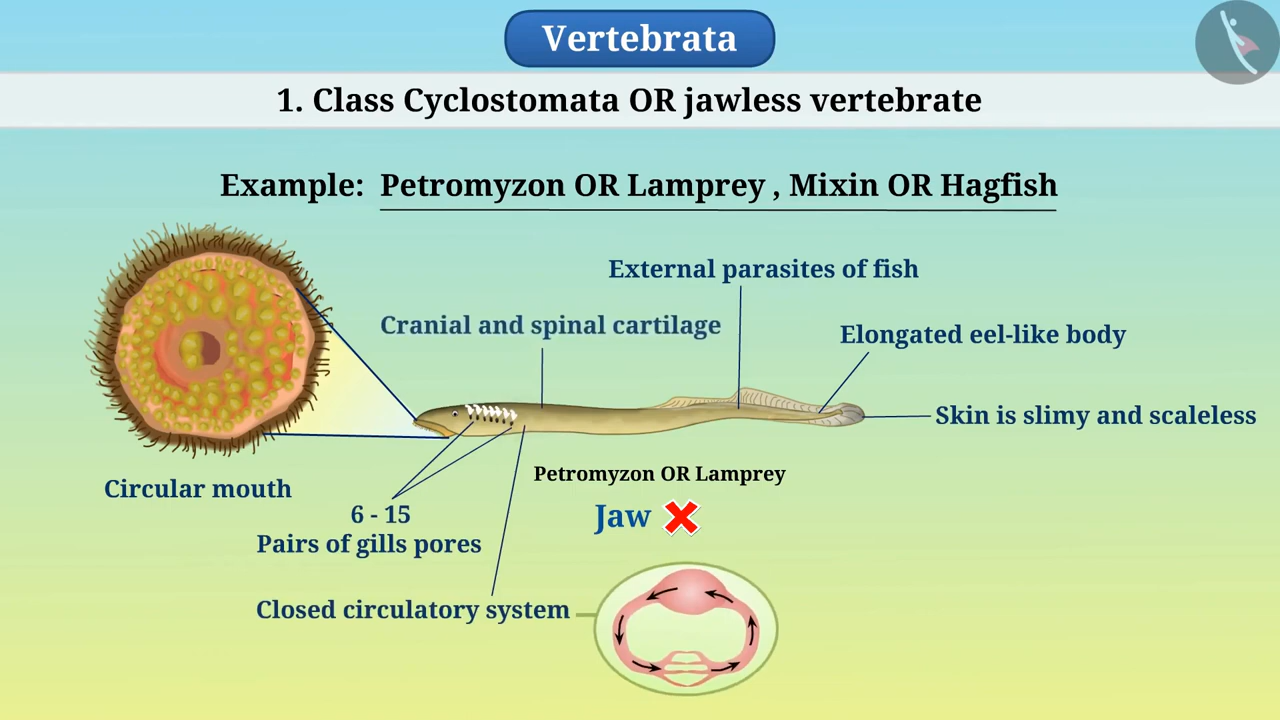 Vertebrata
1. Class Cyclostomata OR jawless vertebrate
Example: Petromyzon OR Lamprey , Mixin OR Hagfish
External parasites of fish
Cranial and spinal cartilage
Elongated eel-like body
Skin is slimy and scaleless
Petromyzon OR Lamprey
Circular mouth
6 - 15
Pairs of gills pores
Jaw
Closed circulatory system